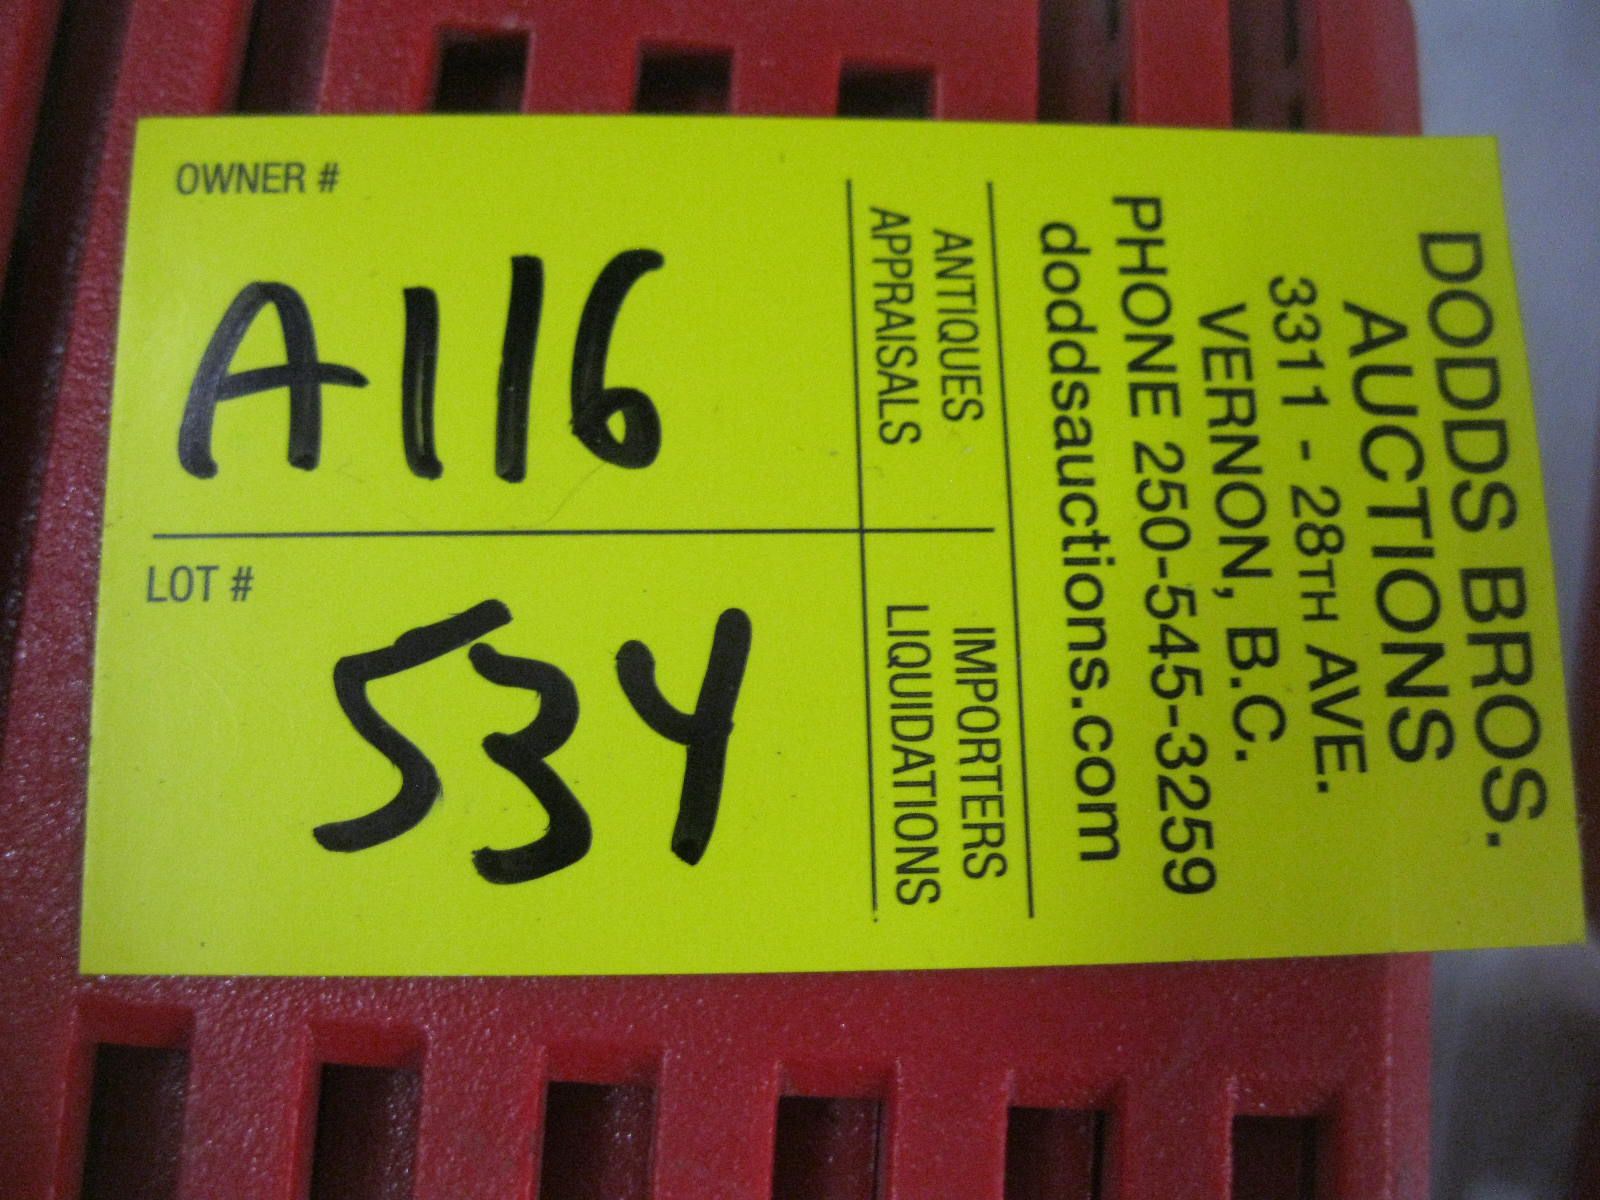 DODDS BROS.
AUCTIONS
3311 - 28TH AVE.
VERNON, B.C.
PHONE 250-545-3259
doddsauctions.com
ANTIQUES
APPRAISALS
IMPORTERS
LIQUIDATIONS
OWNER #
A116
LOT #
534